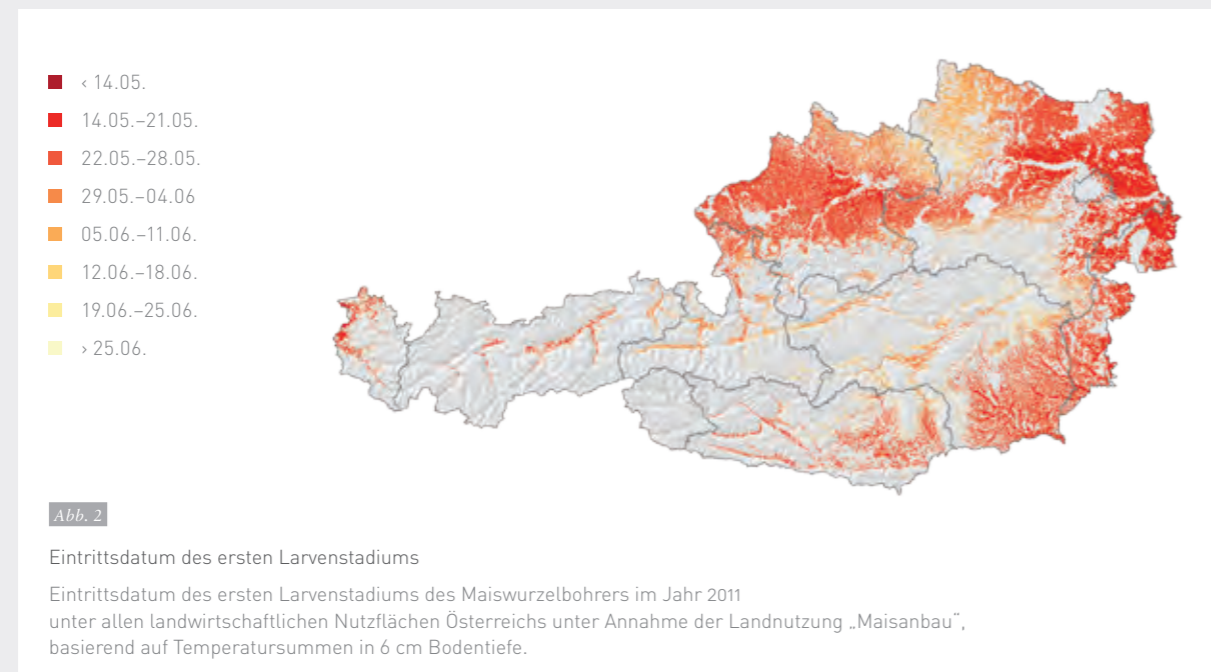 ‹ 14.05.
14.05.–21.05.
22.05.–28.05.
29.05.–04.06
05.06.–11.06.
12.06.–18.06.
19.06.–25.06.
› 25.06.
Abb. 2
Eintrittsdatum des ersten Larvenstadiums
Eintrittsdatum des ersten Larvenstadiums des Maiswurzelbohrers im Jahr 2011
unter allen landwirtschaftlichen Nutzflächen Österreichs unter Annahme der Landnutzung „Maisanbau“,
basierend auf Temperatursummen in 6 cm Bodentiefe.